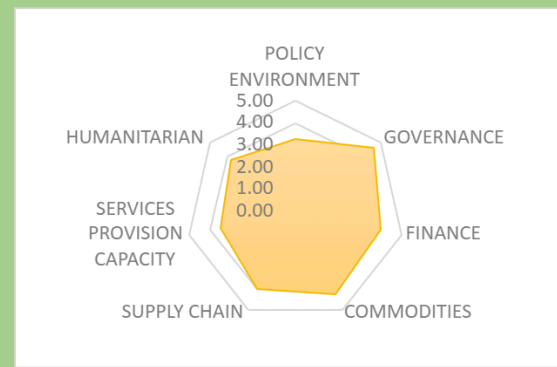 POLICY
ENVIRONMENT
5.00
4.00
3.00
2.00
1.00
0.00
GOVERNANCE
FINANCE
COMMODITIES
SUPPLY CHAIN
SERVICES
PROVISION
CAPACITY
HUMANITARIAN